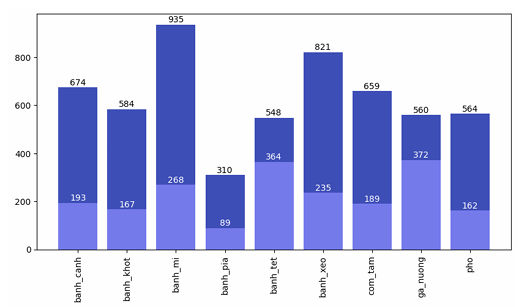 935
821
674
659
584
560
564
548
372
364
310
268
235
193
189
167
162
89
800
600
400
200
0
banh_canh
banh_khot
banh_mi
banh_pia
banh_tet
banh_xeo
com_tam
ga_nuong
pho